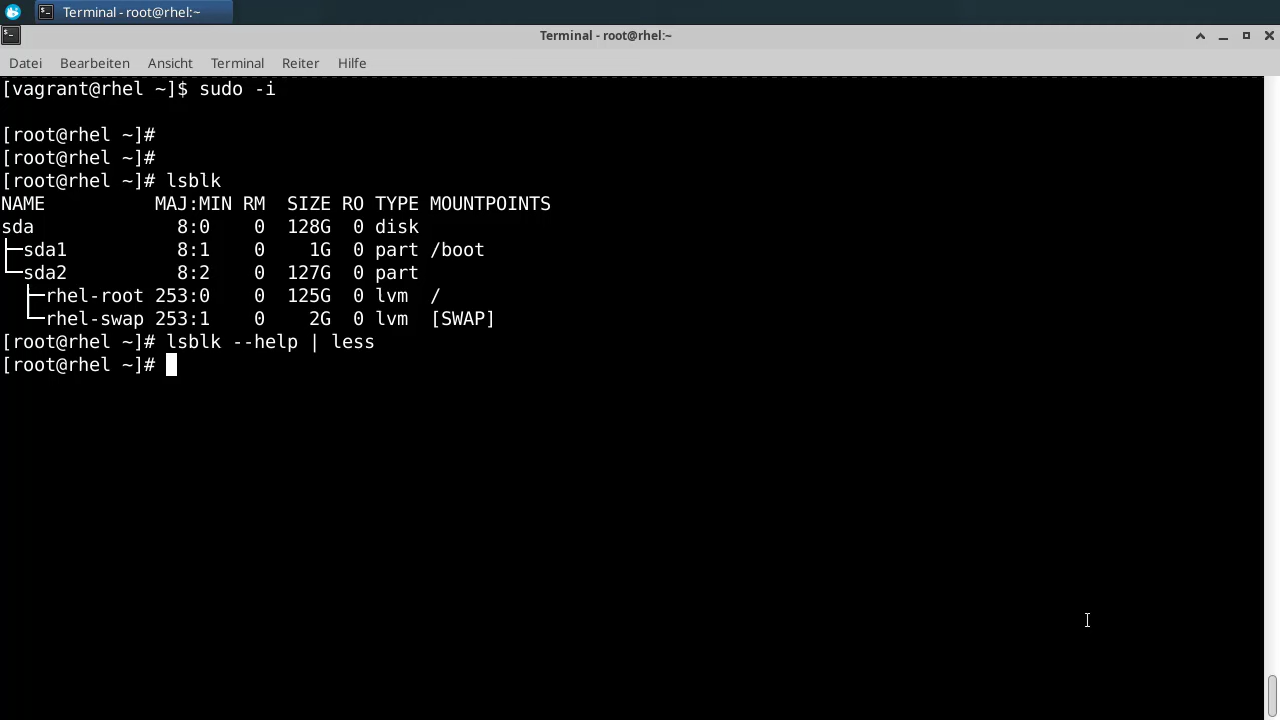 Terminal - root@rhel:~
Terminal - root@rhel:~
Datei Bearbeiten Ansicht Terminal Reiter Hilfe
[vagrant@rhel ~]$ sudo -i
[root@rhel ~]#
[root@rhel ~]#
[root@rhel ~]# lsblk
NAME          MAJ:MIN RM  SIZE RO TYPE MOUNTPOINTS
sda             8:0    0  128G  0 disk
├─sda1          8:1    0    1G  0 part /boot
└─sda2          8:2    0  127G  0 part
  ├─rhel-root 253:0    0  125G  0 lvm  /
  └─rhel-swap 253:1    0    2G  0 lvm  [SWAP]
[root@rhel ~]# lsblk --help | less
[root@rhel ~]#